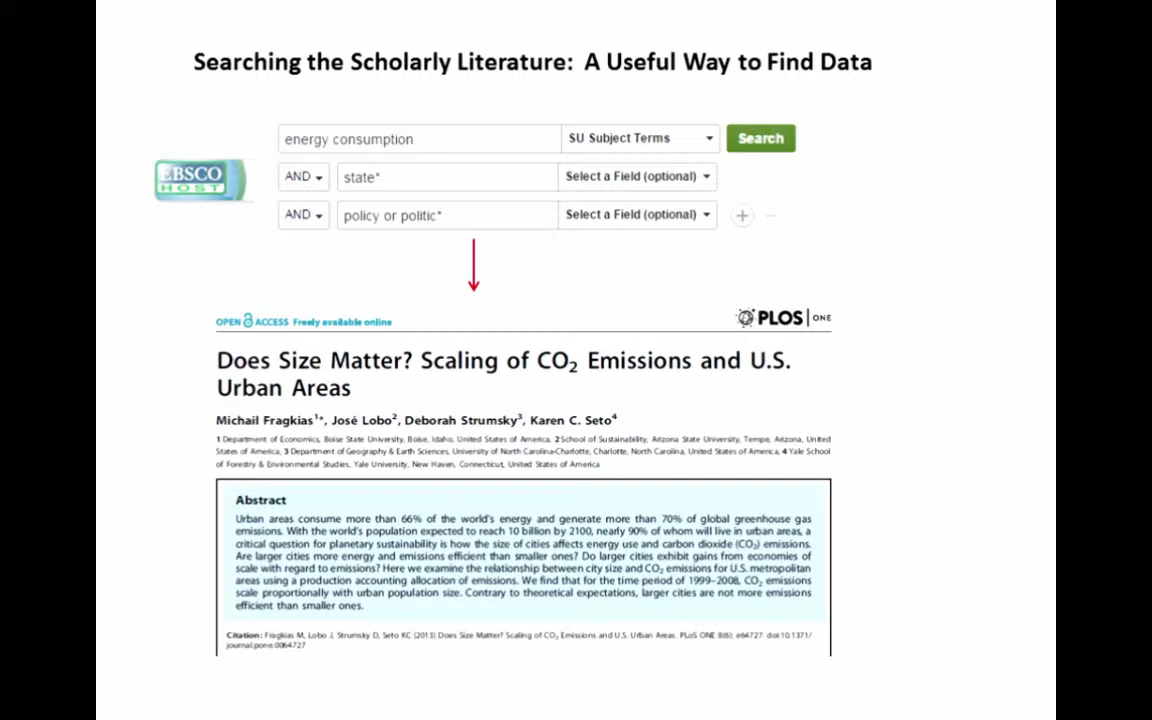 Searching the Scholarly Literature: A Useful Way to Find Data
energy consumption SU Subject Terms Search
EBSCO
HOST
AND state* Select a Field (optional)
AND policy or politic* Select a Field (optional)
OPEN ACCESS Freely available online
PLOS | ONE
Does Size Matter? Scaling of CO₂ Emissions and U.S.
Urban Areas
Michail Fragkias¹*, José Lobo², Deborah Strumsky³, Karen C. Seto⁴
1 Department of Economics, Boise State University, Boise, Idaho, United States of America, 2 School of Sustainability, Arizona State University, Tempe, Arizona, United
States of America, 3 Department of Geography & Earth Sciences, University of North Carolina-Charlotte, Charlotte, North Carolina, United States of America, 4 Yale School
of Forestry & Environmental Studies, Yale University, New Haven, Connecticut, United States of America
Abstract
Urban areas consume more than 66% of the world's energy and generate more than 70% of global greenhouse gas
emissions. With the world's population expected to reach 10 billion by 2100, nearly 90% of whom will live in urban areas, a
critical question for planetary sustainability is how the size of cities affects energy use and carbon dioxide (CO₂) emissions.
Are larger cities more energy and emissions efficient than smaller ones? Do larger cities exhibit gains from economies of
scale with regard to emissions? Here we examine the relationship between city size and CO₂ emissions for U.S. metropolitan
areas using a production accounting allocation of emissions. We find that for the time period of 1999–2008, CO₂ emissions
scale proportionally with urban population size. Contrary to theoretical expectations, larger cities are not more emissions
efficient than smaller ones.
Citation: Fragkias M, Lobo J, Strumsky D, Seto KC (2013) Does Size Matter? Scaling of CO₂ Emissions and U.S. Urban Areas. PLoS ONE 8(6): e64727. doi:10.1371/
journal.pone.0064727